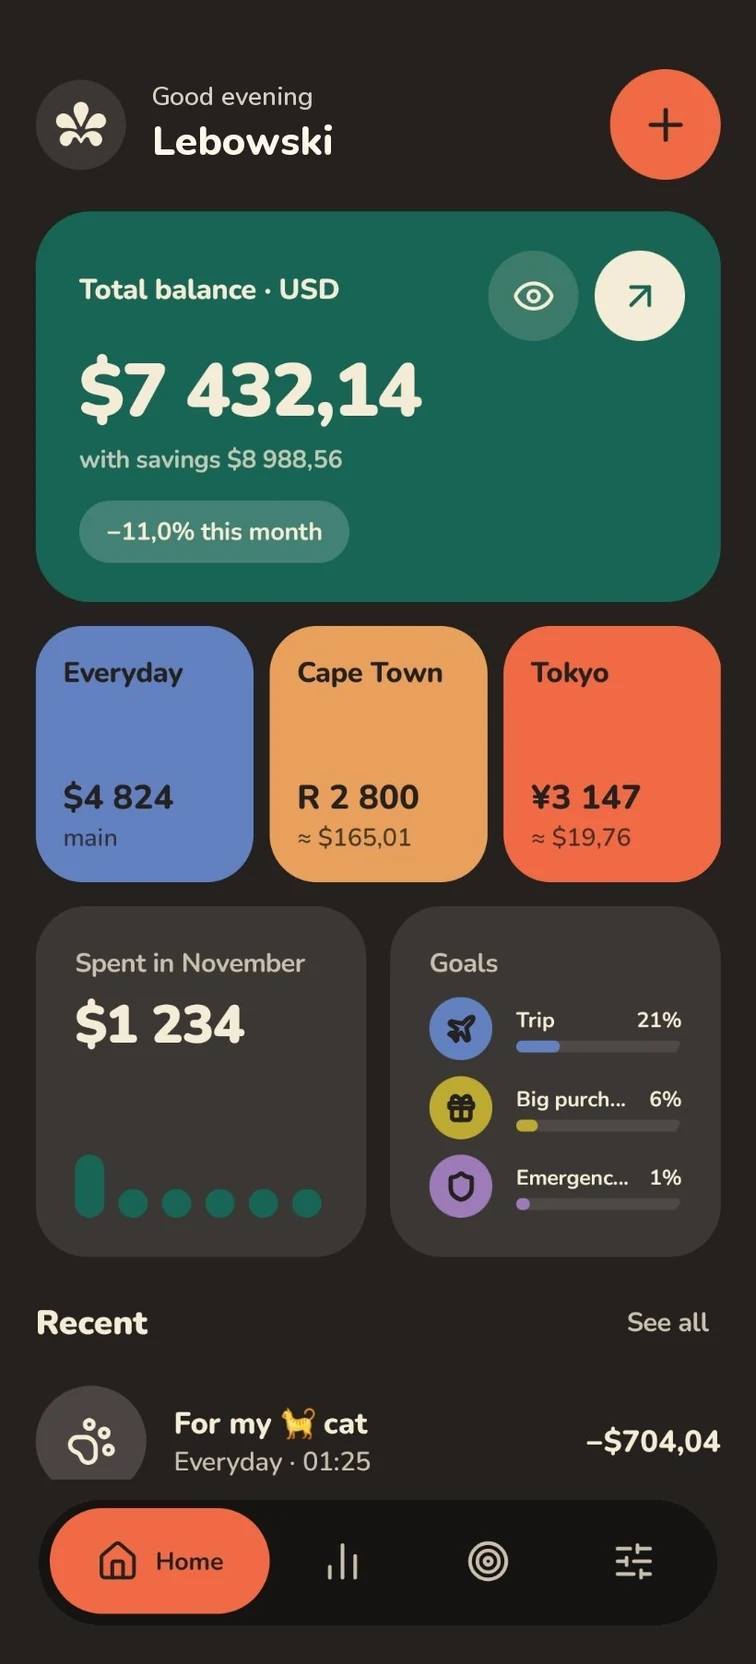 Good evening
Lebowski
Total balance · USD
$7 432,14
with savings $8 988,56
−11,0% this month
Everyday
$4 824
main
Cape Town
R 2 800
≈ $165,01
Tokyo
¥3 147
≈ $19,76
Spent in November
$1 234
Goals
Trip 21%
Big purch... 6%
Emergenc... 1%
Recent
See all
For my 🐈 cat
Everyday · 01:25
−$704,04
Home